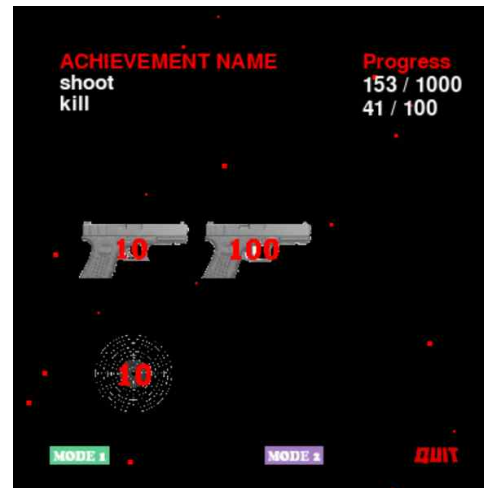 ACHIEVEMENT NAME Progress
shoot 153 / 1000
kill 41 / 100
10 100
10
MODE 1 MODE 2 QUIT